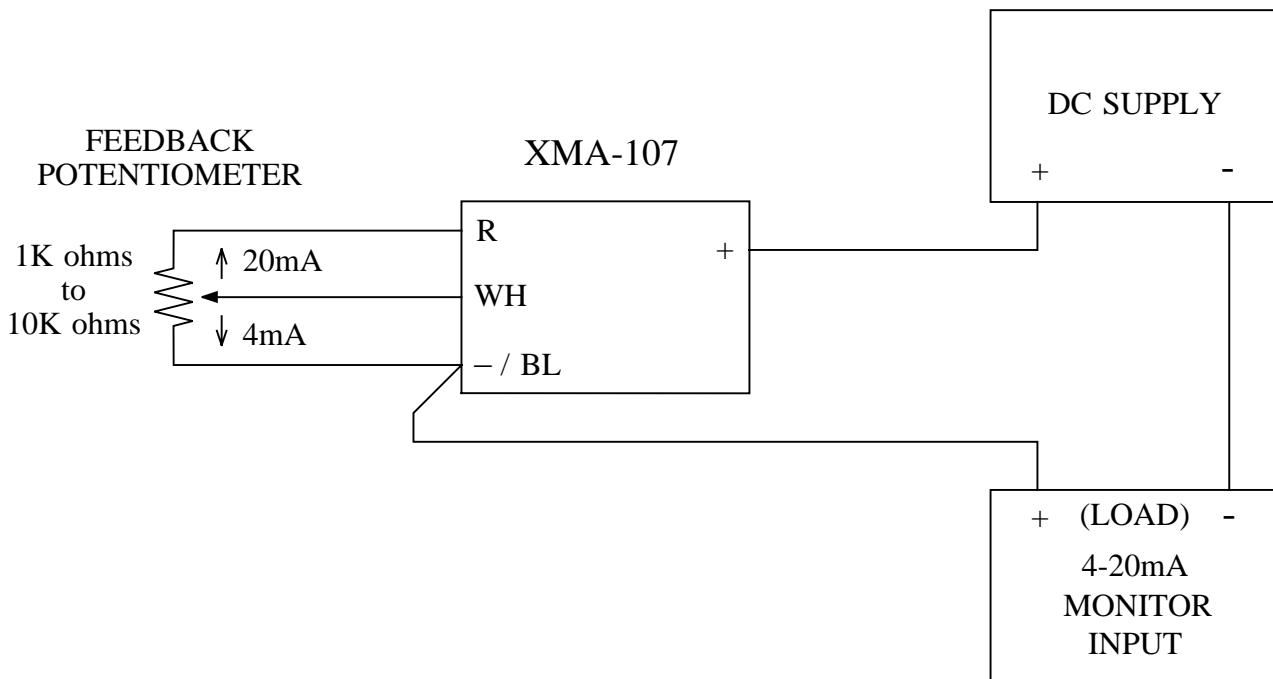 DC SUPPLY
+ -
FEEDBACK
POTENTIOMETER
1K ohms
to
10K ohms
20mA
4mA
XMA-107
R
+
WH
– / BL
+ (LOAD) -
4-20mA
MONITOR
INPUT